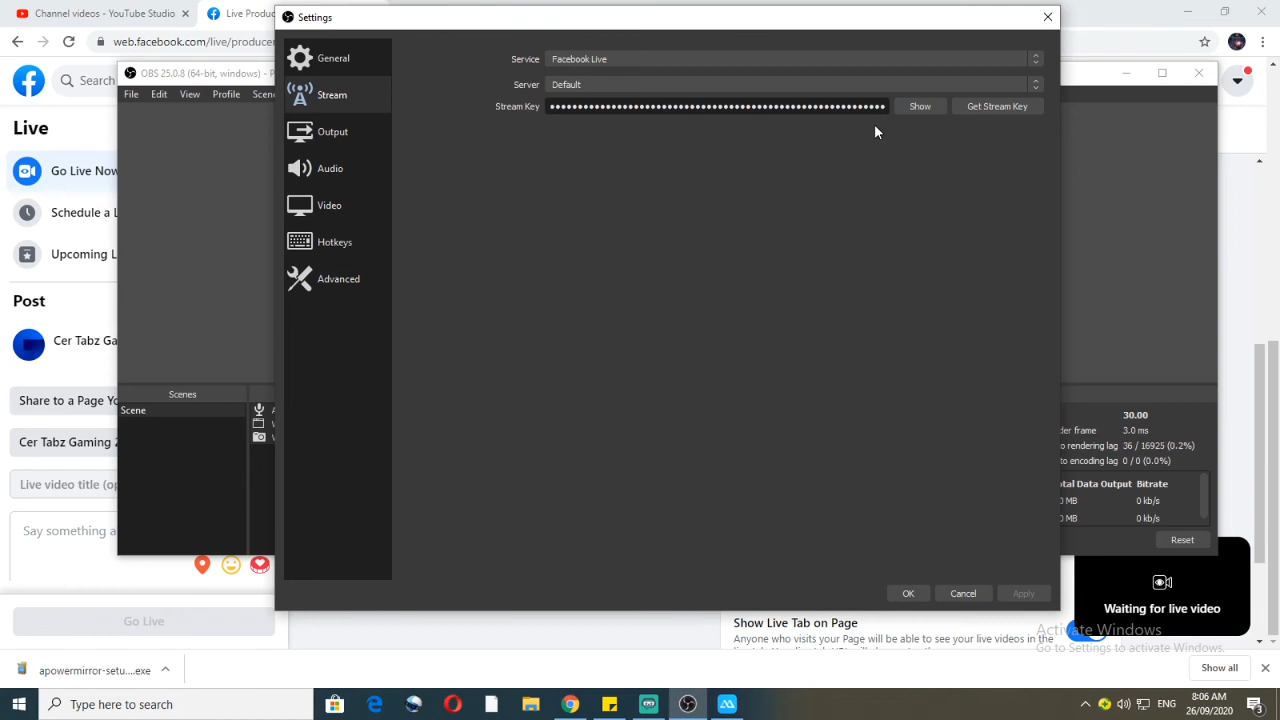 Channel videos - YouTube Studio
Live Produ
Settings
web.facebook.com/live/producer
Search
OBS 25.0.8 (64-bit, windows) - P
File Edit View Profile Scen
General
Stream
Output
Audio
Video
Hotkeys
Advanced
Service Facebook Live
Server Default
Stream Key Show Get Stream Key
Live
Go Live Now
Schedule a L
Upcoming L
Post
Cer Tabz Ga
Share to a Page Yo
Cer Tabz Gaming 2
Live video title (op
Say something a
Go Live
Scenes
Scene
30.00
der frame 3.0 ms
o rendering lag 36 / 16925 (0.2%)
to encoding lag 0 / 0 (0.0%)
otal Data Output Bitrate
0 MB 0 kb/s
0 MB 0 kb/s
Reset
OK Cancel Apply
Waiting for live video
Show Live Tab on Page
Anyone who visits your Page will be able to see your live videos in the
Activate Windows
Go to Settings to activate Windows.
apowermirror-setu....exe
Show all
Type here to search
ENG
8:06 AM
26/09/2020
3